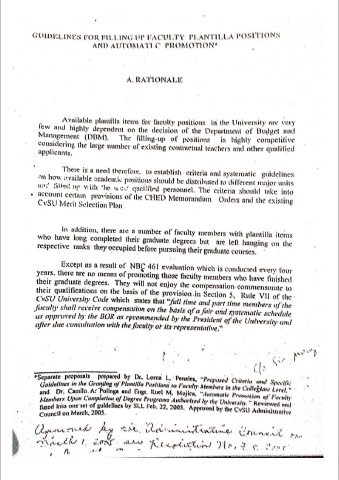 GUIDELINES FOR FILLING UP FACULTY PLANTILLA POSITIONS
AND AUTOMATIC PROMOTION*
A. RATIONALE
Available plantilla items for faculty positions in the University are very
few and highly dependent on the decision of the Department of Budget and
Management (DBM). The filling-up of positions is highly competitive
considering the large number of existing contractual teachers and other qualified
applicants.
There is a need therefore, to establish criteria and systematic guidelines
on how available academic positions should be distributed to different major units
and filled up with the most qualified personnel. The criteria should take into
account certain provisions of the CHED Memorandum Orders and the existing
CvSU Merit Selection Plan
In addition, there are a number of faculty members with plantilla items
who have long completed their graduate degrees but are left hanging on the
respective ranks they occupied before pursuing their graduate courses.
Except as a result of NBC 461 evaluation which is conducted every four
years, there are no means of promoting those faculty members who have finished
their graduate degrees. They will not enjoy the compensation commensurate to
their qualifications on the basis of the provision in Section 5, Rule VII of the
CvSU University Code which states that "full time and part time members of the
faculty shall receive compensation on the basis of a fair and systematic schedule
as approved by the BOR or recommended by the President of the University and
after due consultation with the faculty or its representative."
c/o Sir
*Separate proposals prepared by Dr. Lorna L. Penales, "Prepared Criteria and Specific
Guidelines in the Grouping of Plantilla Positions to Faculty Members in the Collegiate Level,"
and Dr. Camilo A. Polinga and Engr. Ruel M. Mojica, "Automatic Promotion of Faculty
Members Upon Completion of Degree Programs Authorized by the University." Reviewed and
fused into one set of guidelines by SLL Feb. 22, 2005. Approved by the CvSU Administrative
Council on March, 2005.
Approved by the Administrative Council on
March 1, 2005 Resolution No. 7 s. 2005